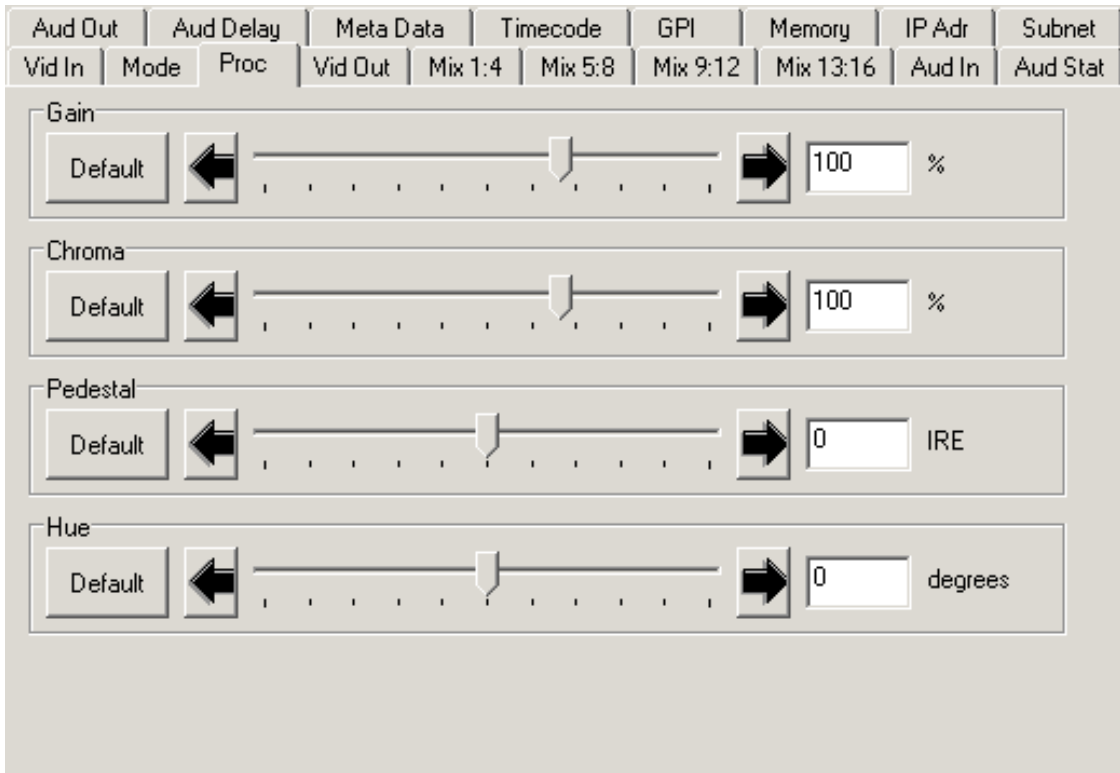 Aud Out Aud Delay Meta Data Timecode GPI Memory IP Adr Subnet
Vid In Mode Proc Vid Out Mix 1:4 Mix 5:8 Mix 9:12 Mix 13:16 Aud In Aud Stat
Gain
Default 100 %
Chroma
Default 100 %
Pedestal
Default 0 IRE
Hue
Default 0 degrees